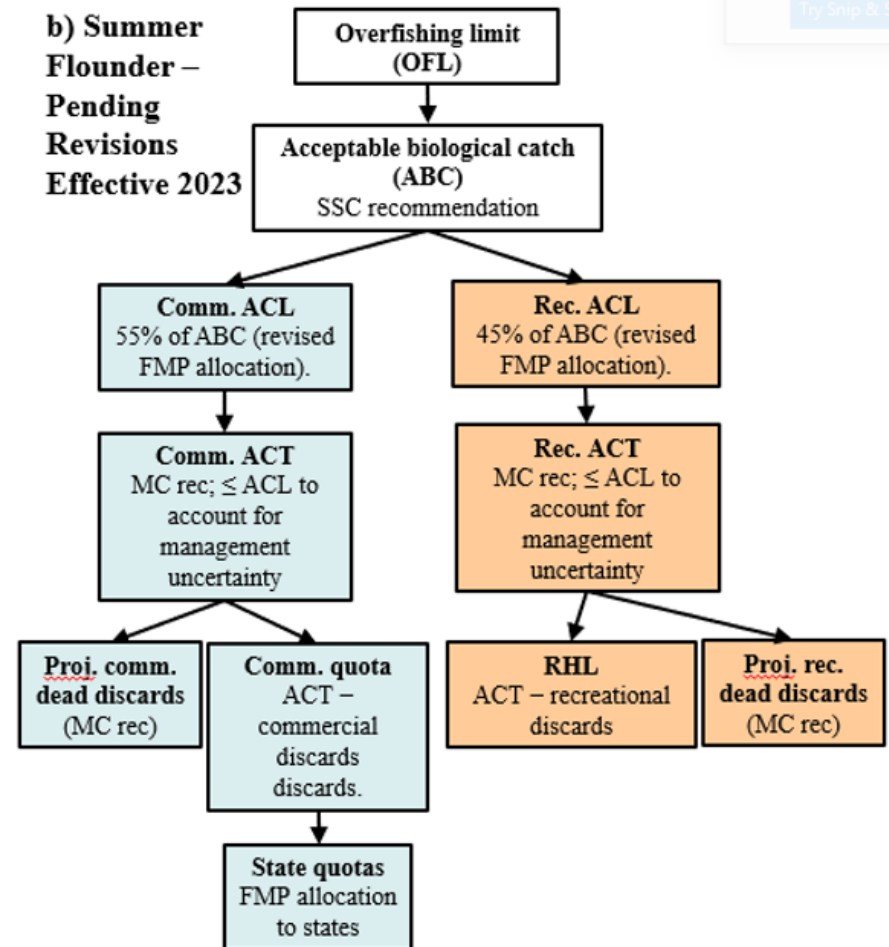 b) Summer
Flounder –
Pending
Revisions
Effective 2023
Try Snip &
Overfishing limit
(OFL)
Acceptable biological catch
(ABC)
SSC recommendation
Comm. ACL
55% of ABC (revised
FMP allocation).
Rec. ACL
45% of ABC (revised
FMP allocation).
Comm. ACT
MC rec; ≤ ACL to
account for
management
uncertainty
Rec. ACT
MC rec; ≤ ACL to
account for
management
uncertainty
Proj. comm.
dead discards
(MC rec)
Comm. quota
ACT –
commercial
discards
discards.
RHL
ACT – recreational
discards
Proj. rec.
dead discards
(MC rec)
State quotas
FMP allocation
to states